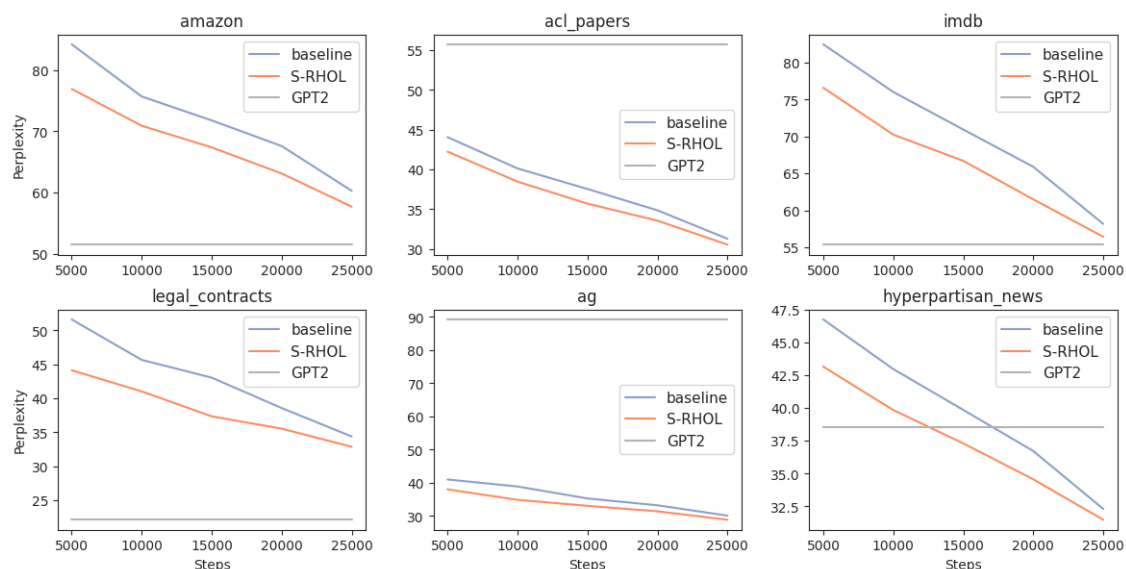 amazon
acl_papers
imdb
Perplexity
80
70
60
50
baseline
S-RHOL
GPT2
5000 10000 15000 20000 25000
55
50
45
40
35
30
baseline
S-RHOL
GPT2
5000 10000 15000 20000 25000
80
75
70
65
60
55
baseline
S-RHOL
GPT2
5000 10000 15000 20000 25000
legal_contracts
ag
hyperpartisan_news
Perplexity
50
45
40
35
30
25
baseline
S-RHOL
GPT2
5000 10000 15000 20000 25000
Steps
90
80
70
60
50
40
30
baseline
S-RHOL
GPT2
5000 10000 15000 20000 25000
Steps
47.5
45.0
42.5
40.0
37.5
35.0
32.5
baseline
S-RHOL
GPT2
5000 10000 15000 20000 25000
Steps